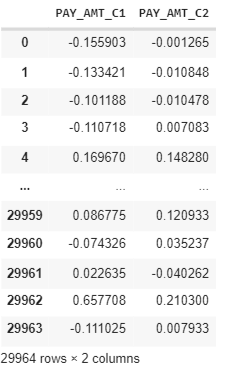 PAY_AMT_C1 PAY_AMT_C2
0 -0.155903 -0.001265
1 -0.133421 -0.010848
2 -0.101188 -0.010478
3 -0.110718 0.007083
4 0.169670 0.148280
... ... ...
29959 0.086775 0.120933
29960 -0.074326 0.035237
29961 0.022635 -0.040262
29962 0.657708 0.210300
29963 -0.111025 0.007933
29964 rows × 2 columns